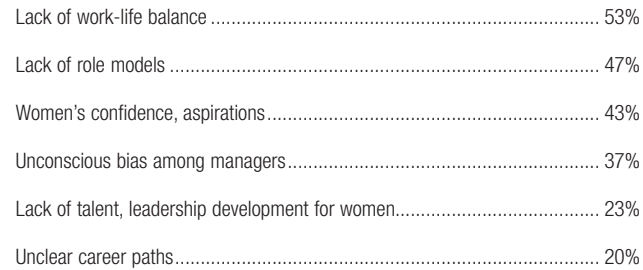 Lack of work-life balance ........................................................................................ 53%
Lack of role models ................................................................................................ 47%
Women’s confidence, aspirations............................................................................. 43%
Unconscious bias among managers........................................................................ 37%
Lack of talent, leadership development for women................................................. 23%
Unclear career paths............................................................................................... 20%